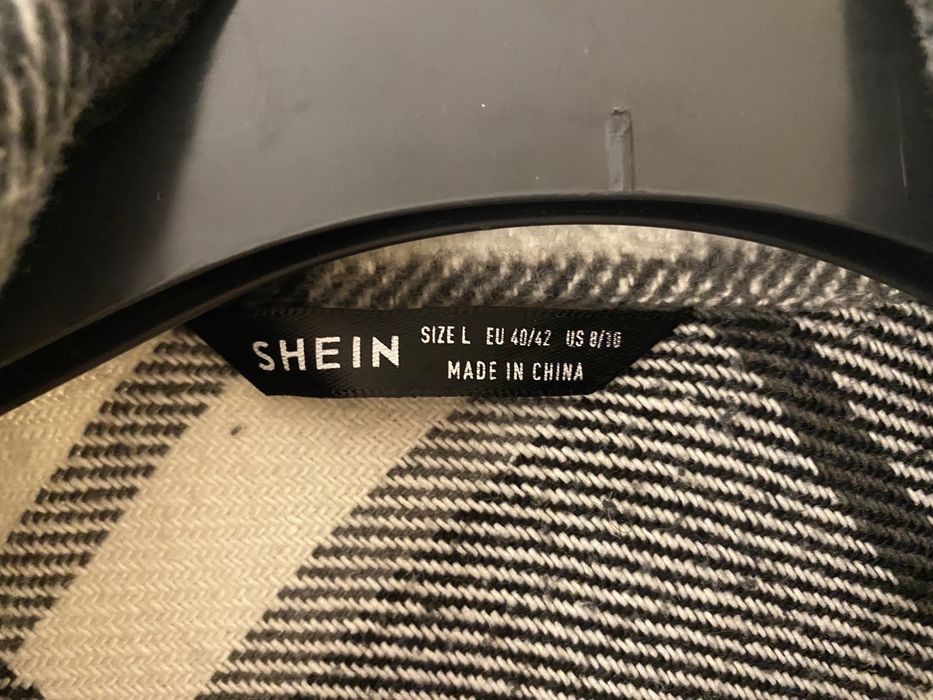 SHEIN
SIZE L EU 40/42 US 8/10
MADE IN CHINA